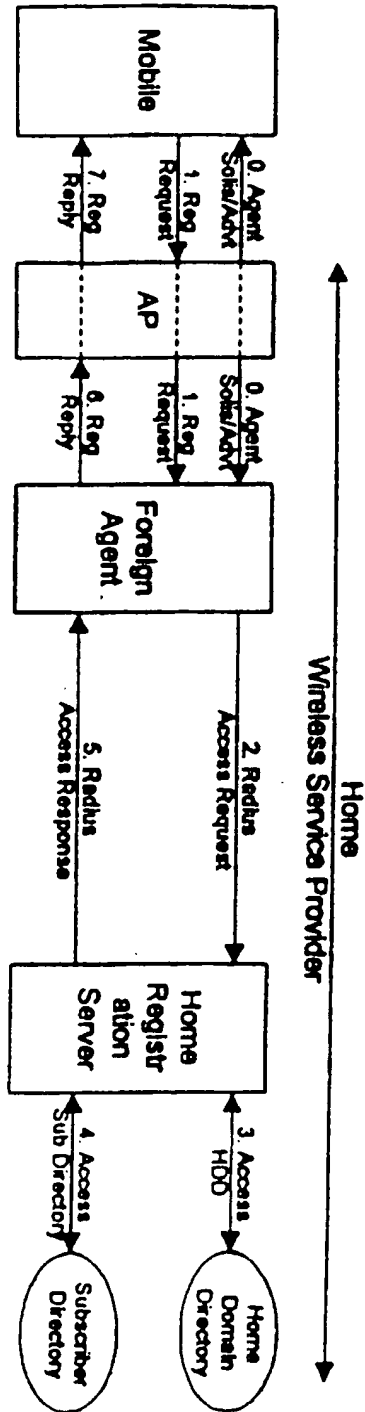 Home
Wireless Service Provider
Mobile
0. Agent
Solis/Advt
1. Reg
Request
7. Reg
Reply
AP
0. Agent
Solis/Advt
1. Reg
Request
6. Reg
Reply
Foreign
Agent
2. Radius
Access Request
5. Radius
Access Response
Home
Registr
ation
Server
3. Access
HDD
4. Access
Sub Directory
Home
Domain
Directory
Subscriber
Directory